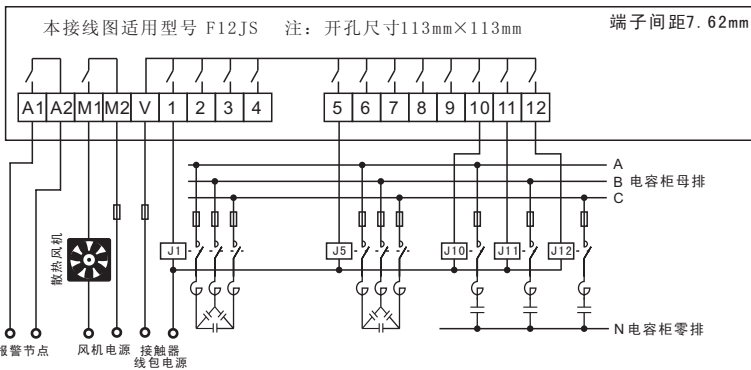 本接线图适用型号 F12JS 注：开孔尺寸113mm×113mm 端子间距7.62mm
A1 A2 M1 M2 V 1 2 3 4 5 6 7 8 9 10 11 12
A
B 电容柜母排
C
J1 J5 J10 J11 J12
散热风机
N电容柜零排
报警节点 风机电源 接触器
线包电源